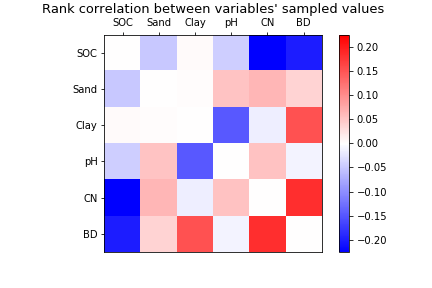 Rank correlation between variables' sampled values
SOC Sand Clay pH CN BD
SOC
Sand
Clay
pH
CN
BD
0.20
0.15
0.10
0.05
0.00
−0.05
−0.10
−0.15
−0.20